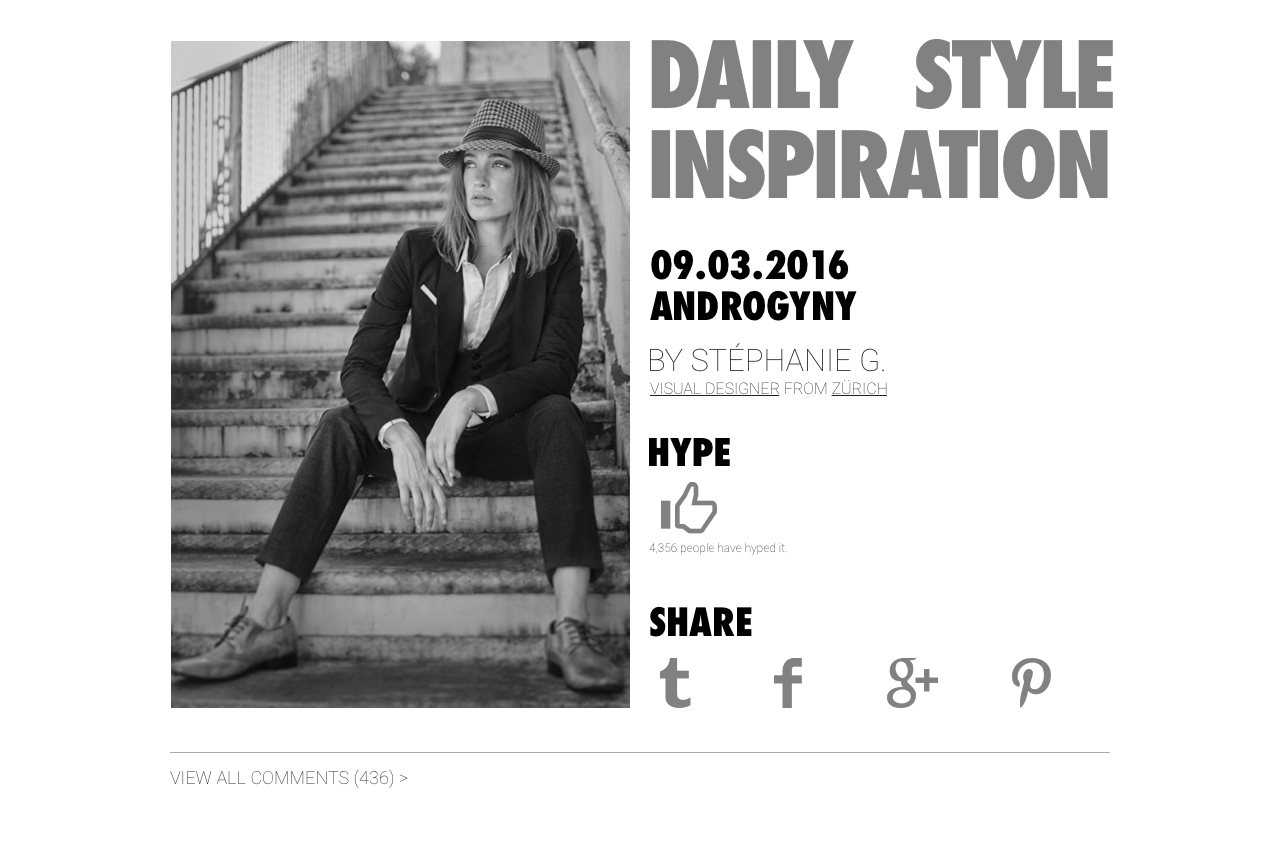 DAILY STYLE
INSPIRATION
09.03.2016
ANDROGYNY
BY STÉPHANIE G.
VISUAL DESIGNER FROM ZÜRICH
HYPE
4,356 people have hyped it.
SHARE
t f g+ p
VIEW ALL COMMENTS (436) >